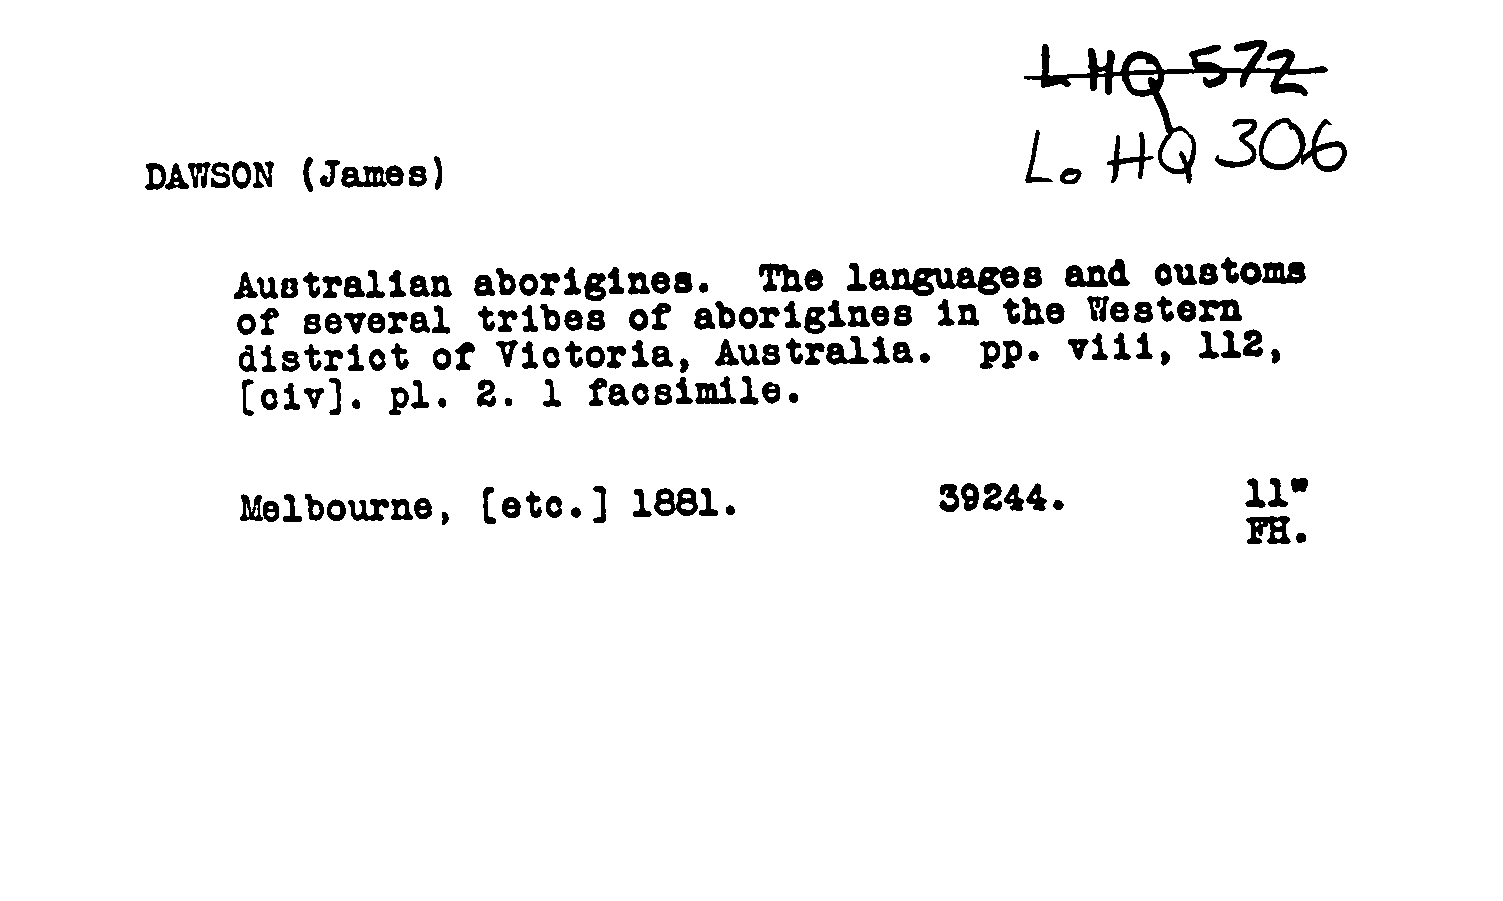 L HQ 572
L. HQ 306
DAWSON (James)
Australian aborigines. The languages and customs
of several tribes of aborigines in the Western
district of Victoria, Australia. pp. viii, 112,
[civ]. pl. 2. 1 facsimile.
Melbourne, [etc.] 1881. 39244. 11"
FH.